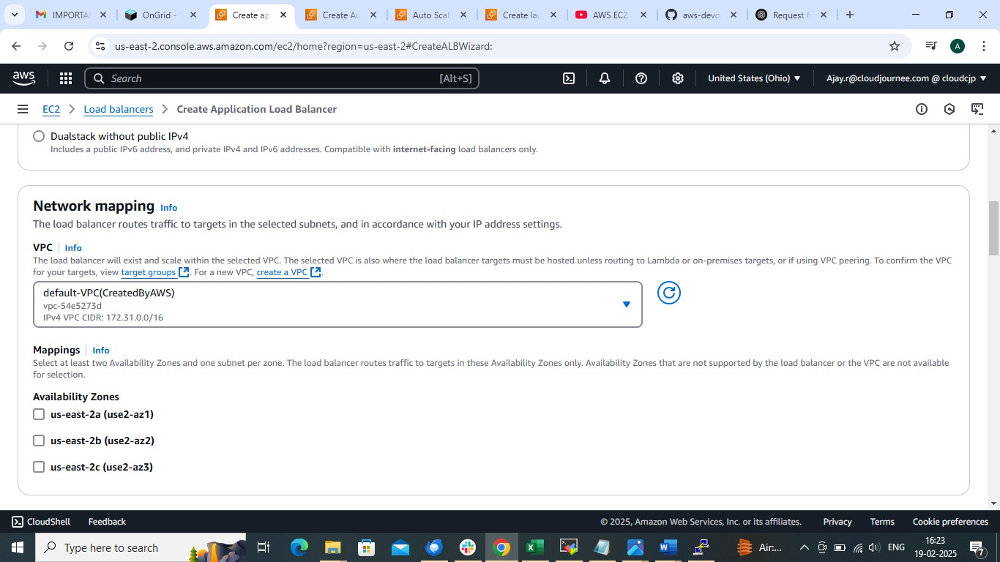 IMPORTA
OnGrid -
Create ap
Create Au
Auto Scal
Create lau
AWS EC2
aws-devo
Request f
us-east-2.console.aws.amazon.com/ec2/home?region=us-east-2#CreateALBWizard:
A
aws
Search
[Alt+S]
United States (Ohio)
Ajay.r@cloudjournee.com @ cloudcjp
EC2
Load balancers
Create Application Load Balancer
Dualstack without public IPv4
Includes a public IPv6 address, and private IPv4 and IPv6 addresses. Compatible with internet-facing load balancers only.
Network mapping Info
The load balancer routes traffic to targets in the selected subnets, and in accordance with your IP address settings.
VPC Info
The load balancer will exist and scale within the selected VPC. The selected VPC is also where the load balancer targets must be hosted unless routing to Lambda or on-premises targets, or if using VPC peering. To confirm the VPC
for your targets, view target groups. For a new VPC, create a VPC.
default-VPC(CreatedByAWS)
vpc-54e5273d
IPv4 VPC CIDR: 172.31.0.0/16
Mappings Info
Select at least two Availability Zones and one subnet per zone. The load balancer routes traffic to targets in these Availability Zones only. Availability Zones that are not supported by the load balancer or the VPC are not available
for selection.
Availability Zones
us-east-2a (use2-az1)
us-east-2b (use2-az2)
us-east-2c (use2-az3)
CloudShell
Feedback
© 2025, Amazon Web Services, Inc. or its affiliates.
Privacy
Terms
Cookie preferences
Type here to search
Air:...
ENG
16:23
19-02-2025
7